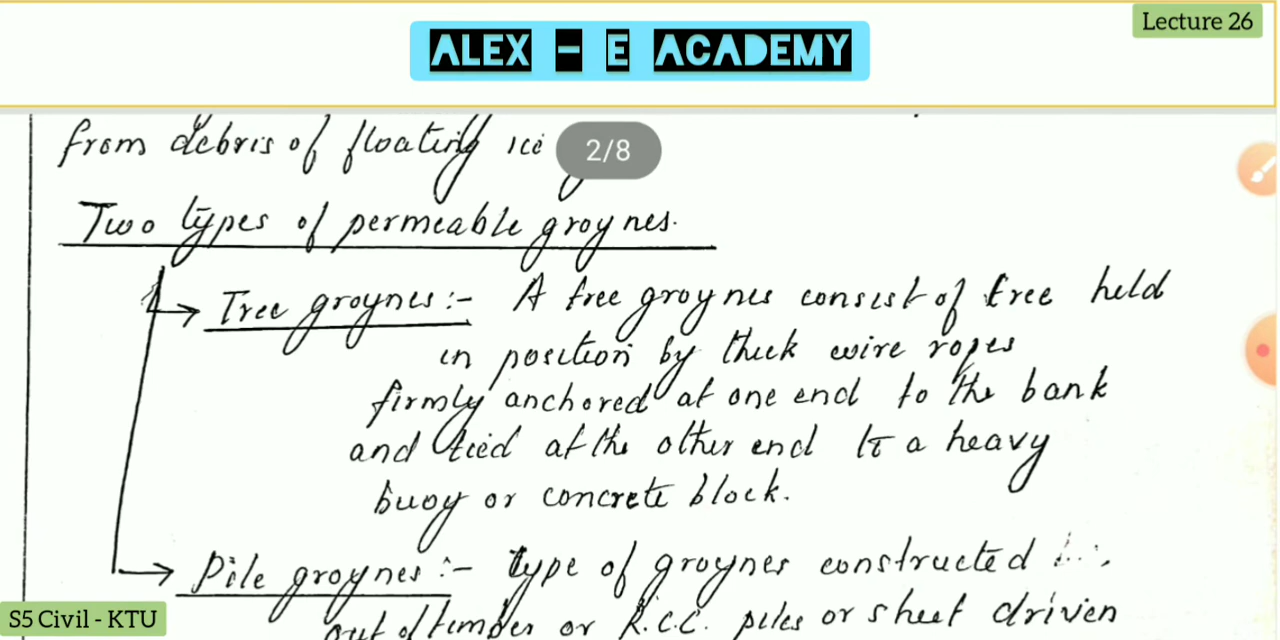 Lecture 26
ALEX - E ACADEMY
from debris of floating ice
2/8
Two types of permeable groynes.
Tree groynes :- A tree groynes consist of tree held
in position by thick wire ropes
firmly anchored at one end to the bank
and tied at the other end to a heavy
buoy or concrete block.
Pile groynes :- type of groynes constructed
out of timber or R.C.C. piles or sheet driven
S5 Civil - KTU